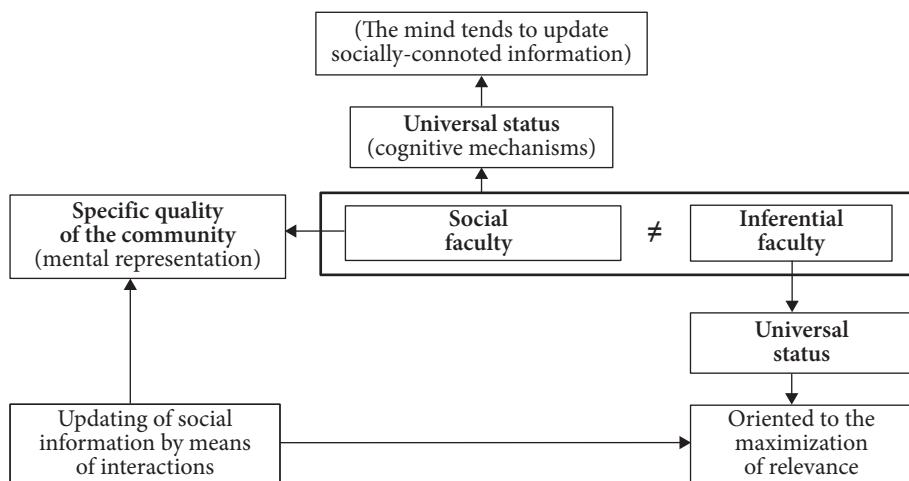 (The mind tends to update
socially-connoted information)
Universal status
(cognitive mechanisms)
Specific quality
of the community
(mental representation)
Social
faculty
≠
Inferential
faculty
Universal
status
Updating of social
information by means
of interactions
Oriented to the
maximization
of relevance